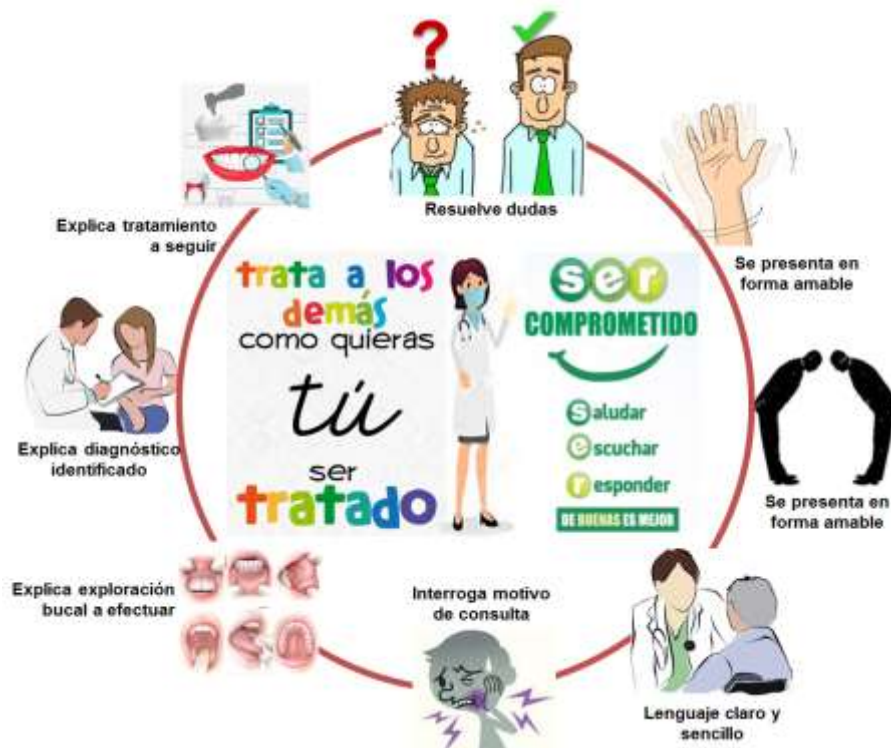 ?
Resuelve dudas
Se presenta en
forma amable
Se presenta en
forma amable
Lenguaje claro y
sencillo
Interroga motivo
de consulta
Explica exploración
bucal a efectuar
Explica diagnóstico
identificado
Explica tratamiento
a seguir
trata a los
demás
como quieras
tú
ser
tratado
ser
COMPROMETIDO
saludar
escuchar
responder
DE BUENAS ES MEJOR